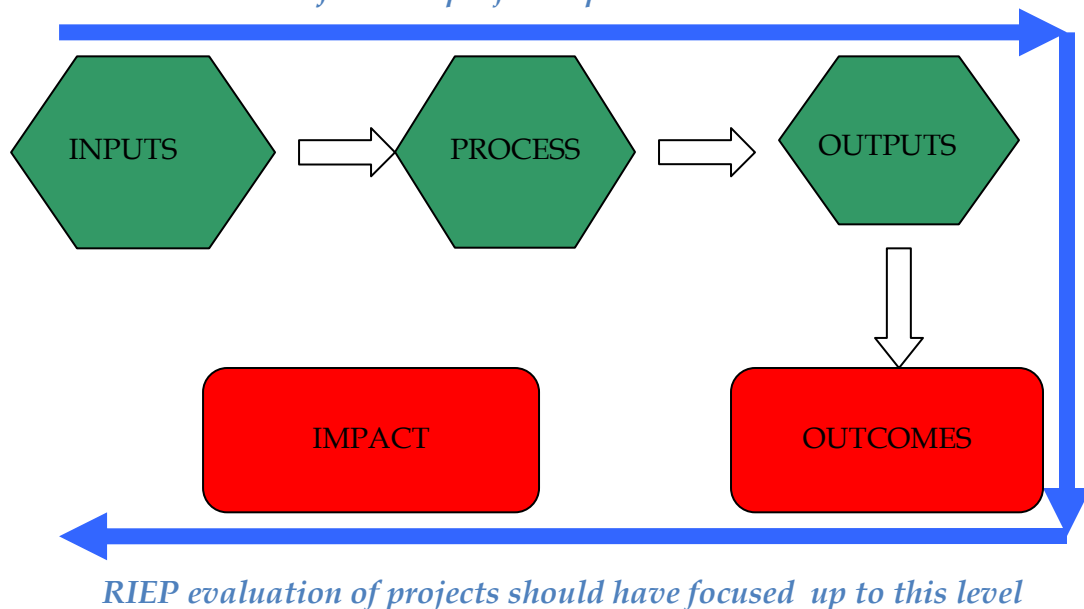 INPUTS
PROCESS
OUTPUTS
IMPACT
OUTCOMES
RIEP evaluation of projects should have focused up to this level